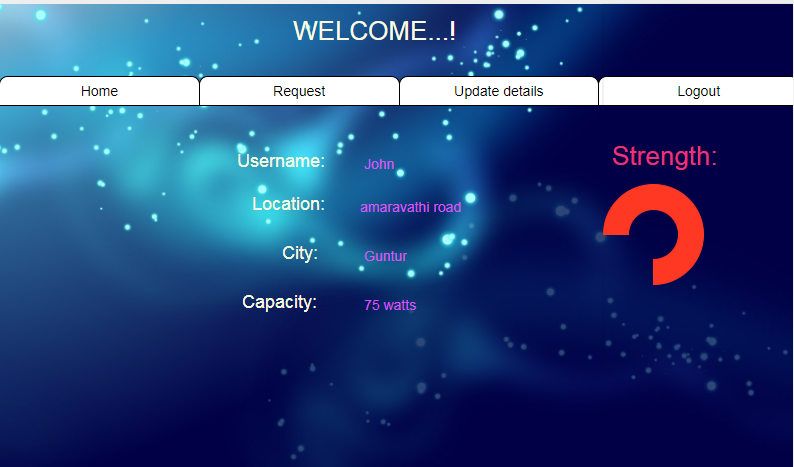 WELCOME...!
Home Request Update details Logout
Username: John
Location: amaravathi road
City: Guntur
Capacity: 75 watts
Strength: